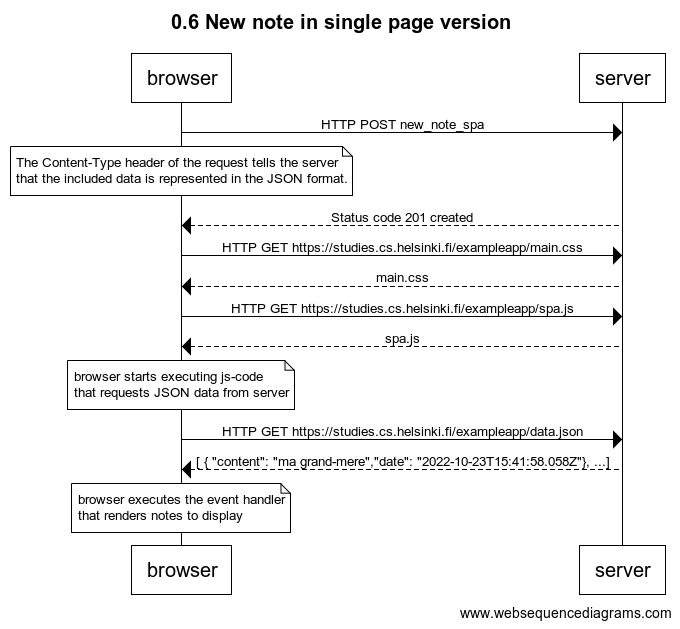 0.6 New note in single page version
browser
server
HTTP POST new_note_spa
The Content-Type header of the request tells the server
that the included data is represented in the JSON format.
Status code 201 created
HTTP GET https://studies.cs.helsinki.fi/exampleapp/main.css
main.css
HTTP GET https://studies.cs.helsinki.fi/exampleapp/spa.js
spa.js
browser starts executing js-code
that requests JSON data from server
HTTP GET https://studies.cs.helsinki.fi/exampleapp/data.json
[ { "content": "ma grand-mere","date": "2022-10-23T15:41:58.058Z"}, ...]
browser executes the event handler
that renders notes to display
browser
server
www.websequencediagrams.com